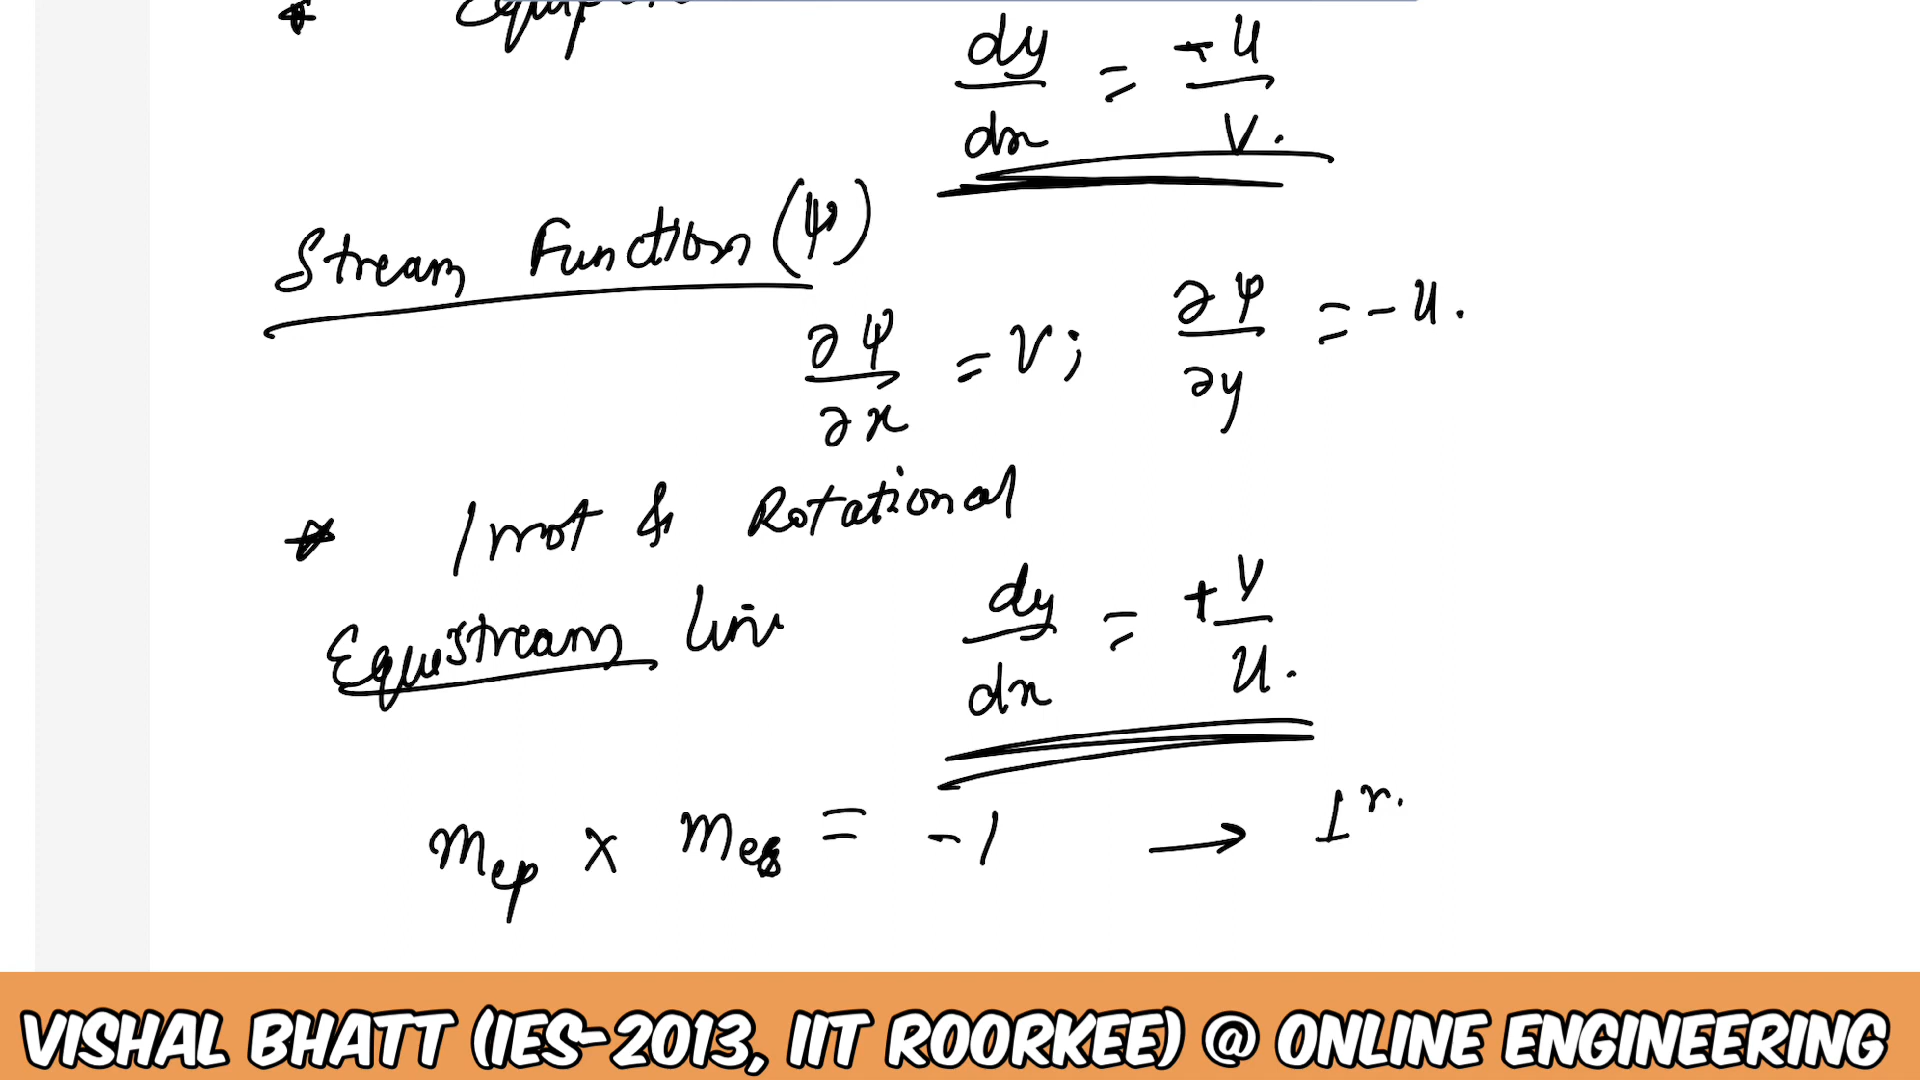 * Equip
dy/dx = -u/v.
Stream Function (ψ)
∂ψ/∂x = v; ∂ψ/∂y = -u.
* Irrot & Rotational
Equistream line dy/dx = +v/u.
mep x mes = -1 → ⊥r.
VISHAL BHATT (IES-2013, IIT ROORKEE) @ ONLINE ENGINEERING